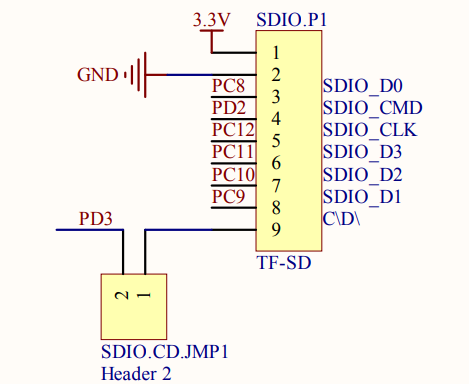 3.3V SDIO.P1
1
GND 2
PC8 3 SDIO_D0
PD2 4 SDIO_CMD
PC12 5 SDIO_CLK
PC11 6 SDIO_D3
PC10 7 SDIO_D2
PC9 8 SDIO_D1
9 C\D\
PD3 TF-SD
2 1
SDIO.CD.JMP1
Header 2